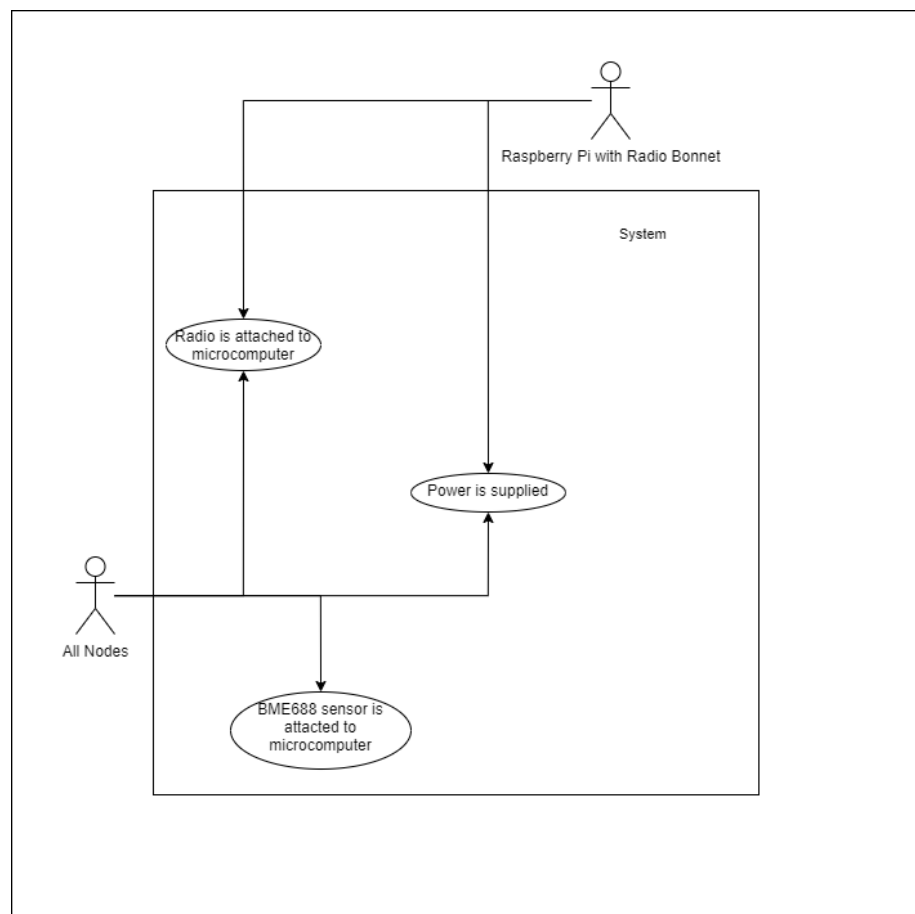 Raspberry Pi with Radio Bonnet
System
Radio is attached to
microcomputer
Power is supplied
All Nodes
BME688 sensor is
attacted to
microcomputer